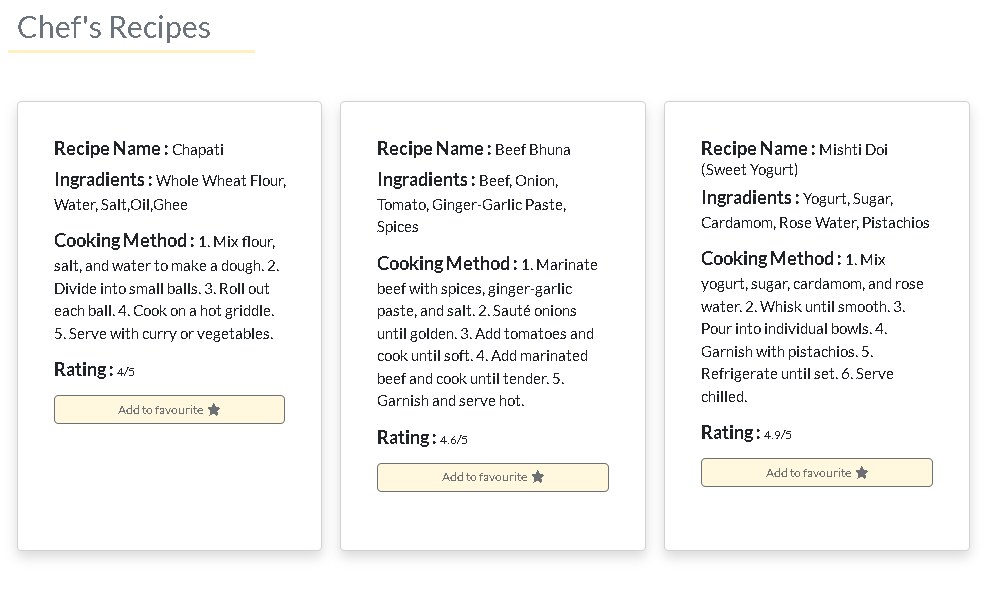 Chef's Recipes
Recipe Name : Chapati
Ingradients : Whole Wheat Flour,
Water, Salt,Oil,Ghee
Cooking Method : 1. Mix flour,
salt, and water to make a dough. 2.
Divide into small balls. 3. Roll out
each ball. 4. Cook on a hot griddle.
5. Serve with curry or vegetables.
Rating : 4/5
Add to favourite
Recipe Name : Beef Bhuna
Ingradients : Beef, Onion,
Tomato, Ginger-Garlic Paste,
Spices
Cooking Method : 1. Marinate
beef with spices, ginger-garlic
paste, and salt. 2. Sauté onions
until golden. 3. Add tomatoes and
cook until soft. 4. Add marinated
beef and cook until tender. 5.
Garnish and serve hot.
Rating : 4.6/5
Add to favourite
Recipe Name : Mishti Doi
(Sweet Yogurt)
Ingradients : Yogurt, Sugar,
Cardamom, Rose Water, Pistachios
Cooking Method : 1. Mix
yogurt, sugar, cardamom, and rose
water. 2. Whisk until smooth. 3.
Pour into individual bowls. 4.
Garnish with pistachios. 5.
Refrigerate until set. 6. Serve
chilled.
Rating : 4.9/5
Add to favourite